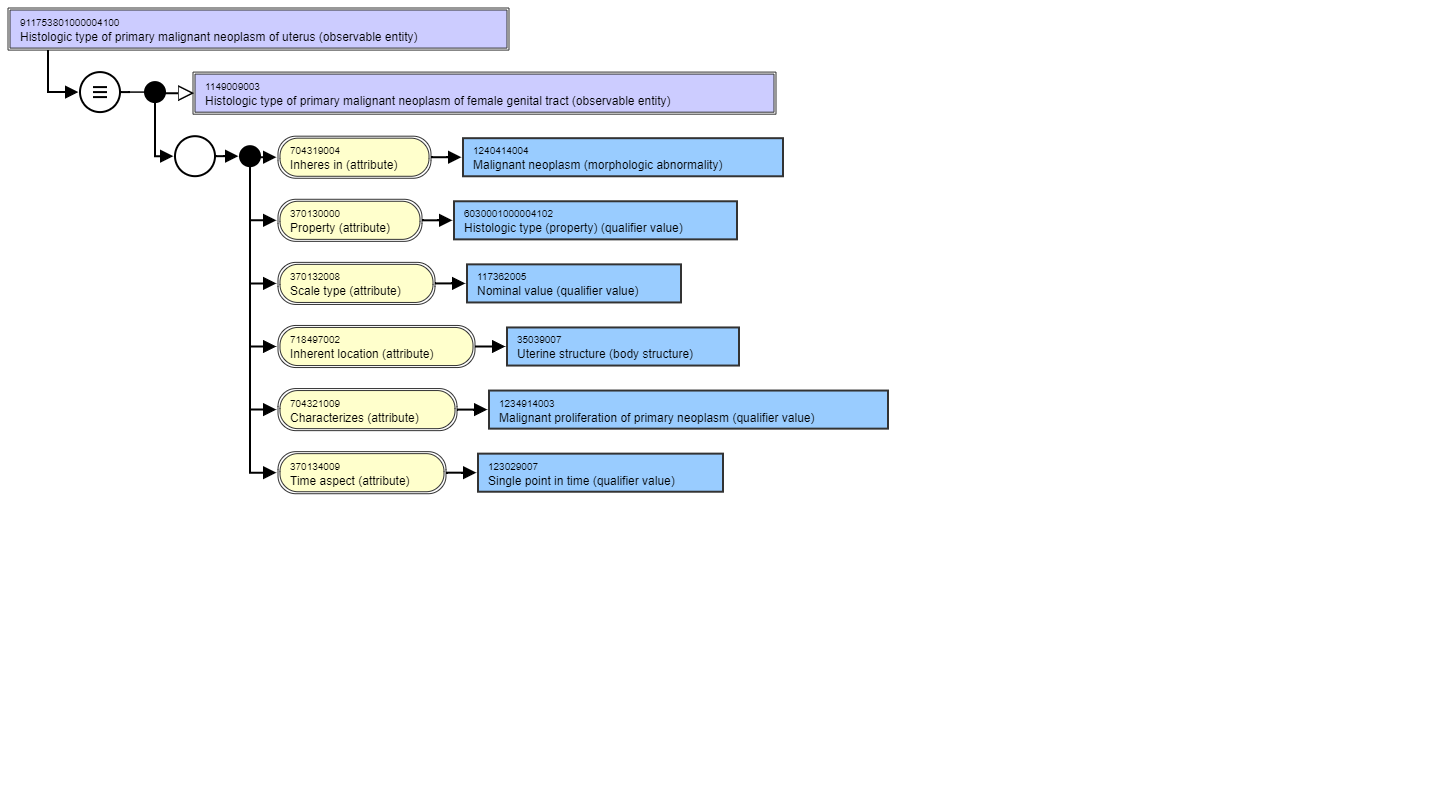 911753801000004100
Histologic type of primary malignant neoplasm of uterus (observable entity)
1149009003
Histologic type of primary malignant neoplasm of female genital tract (observable entity)
704319004
Inheres in (attribute)
1240414004
Malignant neoplasm (morphologic abnormality)
370130000
Property (attribute)
6030001000004102
Histologic type (property) (qualifier value)
370132008
Scale type (attribute)
117362005
Nominal value (qualifier value)
718497002
Inherent location (attribute)
35039007
Uterine structure (body structure)
704321009
Characterizes (attribute)
1234914003
Malignant proliferation of primary neoplasm (qualifier value)
370134009
Time aspect (attribute)
123029007
Single point in time (qualifier value)